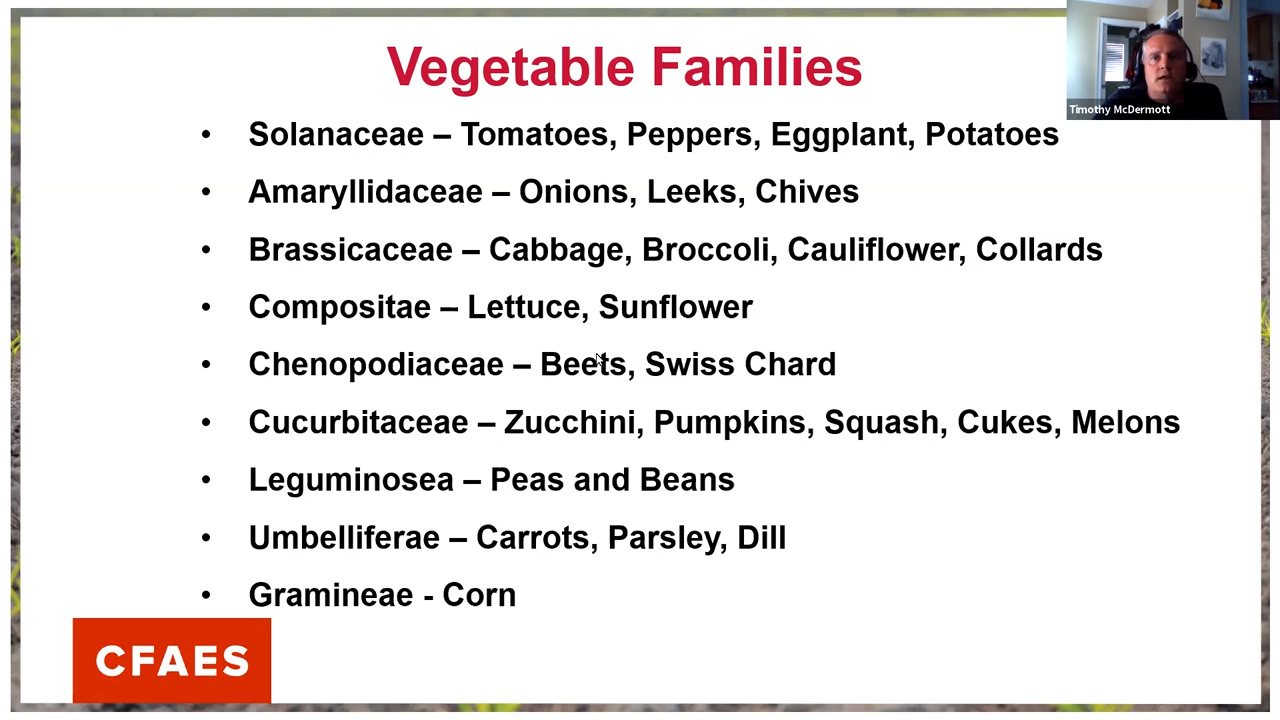 Vegetable Families
Timothy McDermott
• Solanaceae – Tomatoes, Peppers, Eggplant, Potatoes
• Amaryllidaceae – Onions, Leeks, Chives
• Brassicaceae – Cabbage, Broccoli, Cauliflower, Collards
• Compositae – Lettuce, Sunflower
• Chenopodiaceae – Beets, Swiss Chard
• Cucurbitaceae – Zucchini, Pumpkins, Squash, Cukes, Melons
• Leguminosea – Peas and Beans
• Umbelliferae – Carrots, Parsley, Dill
• Gramineae - Corn
CFAES